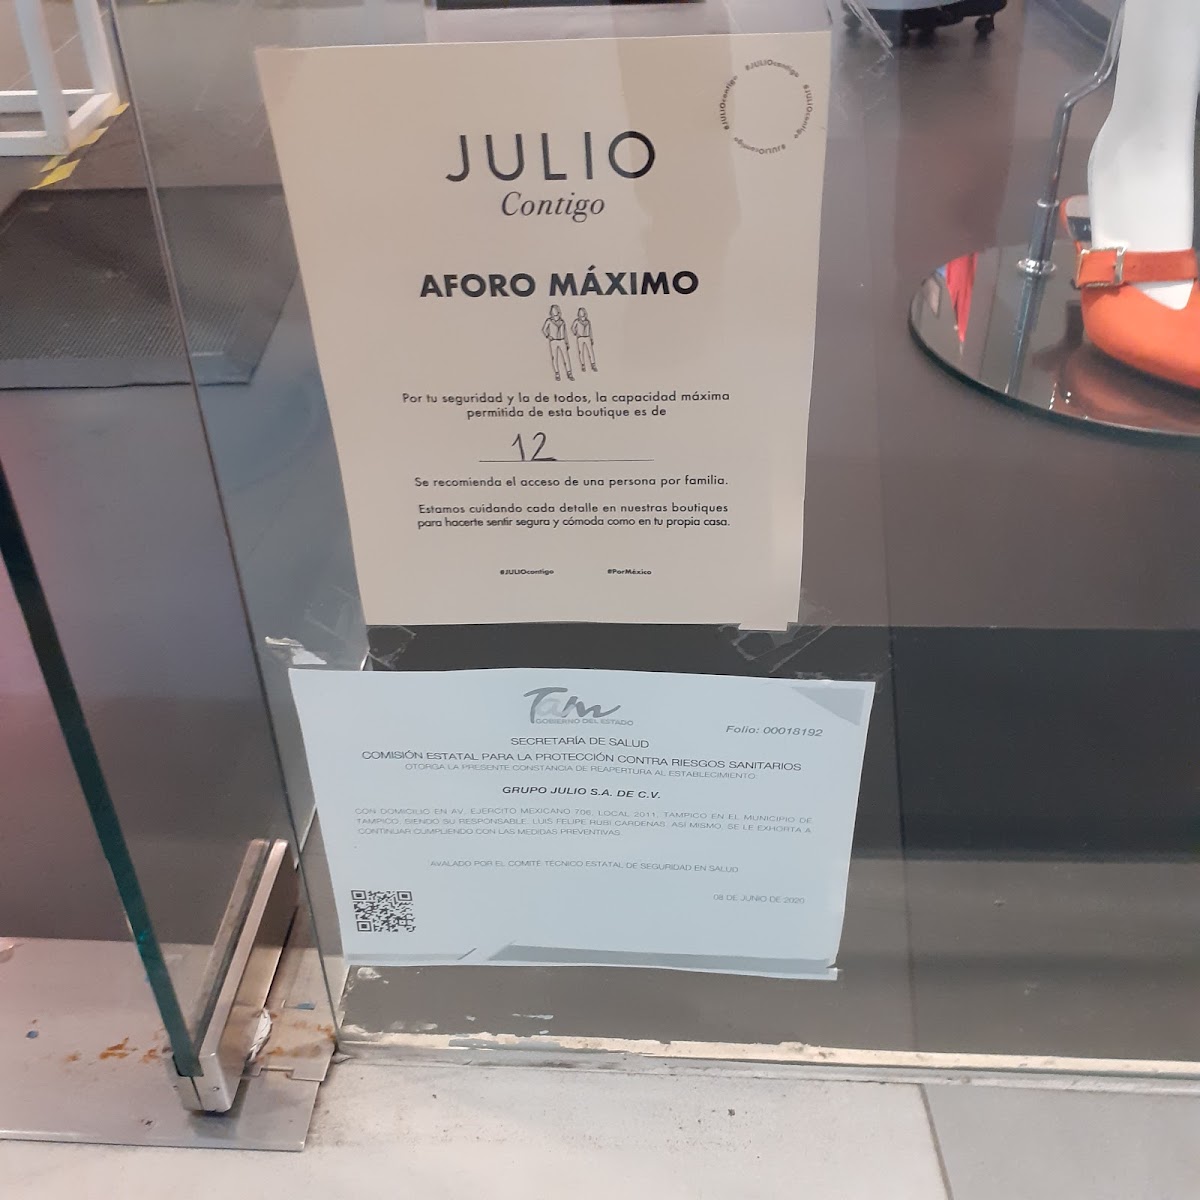 #JULIOcontigo #JULIOcontigo #JULIOcontigo #JULIOcontigo
JULIO
Contigo
AFORO MÁXIMO
Por tu seguridad y la de todos, la capacidad máxima
permitida de esta boutique es de
12
Se recomienda el acceso de una persona por familia.
Estamos cuidando cada detalle en nuestras boutiques
para hacerte sentir segura y cómoda como en tu propia casa.
#JULIOcontigo #PorMéxico
Tam
GOBIERNO DEL ESTADO
Folio: 00018192
SECRETARÍA DE SALUD
COMISIÓN ESTATAL PARA LA PROTECCIÓN CONTRA RIESGOS SANITARIOS
OTORGA LA PRESENTE CONSTANCIA DE REAPERTURA AL ESTABLECIMIENTO:
GRUPO JULIO S.A. DE C.V.
CON DOMICILIO EN AV. EJERCITO MEXICANO 706, LOCAL 2011, TAMPICO EN EL MUNICIPIO DE
TAMPICO, SIENDO SU RESPONSABLE, LUIS FELIPE RUBI CARDENAS. ASI MISMO, SE LE EXHORTA A
CONTINUAR CUMPLIENDO CON LAS MEDIDAS PREVENTIVAS.
AVALADO POR EL COMITÉ TÉCNICO ESTATAL DE SEGURIDAD EN SALUD
08 DE JUNIO DE 2020